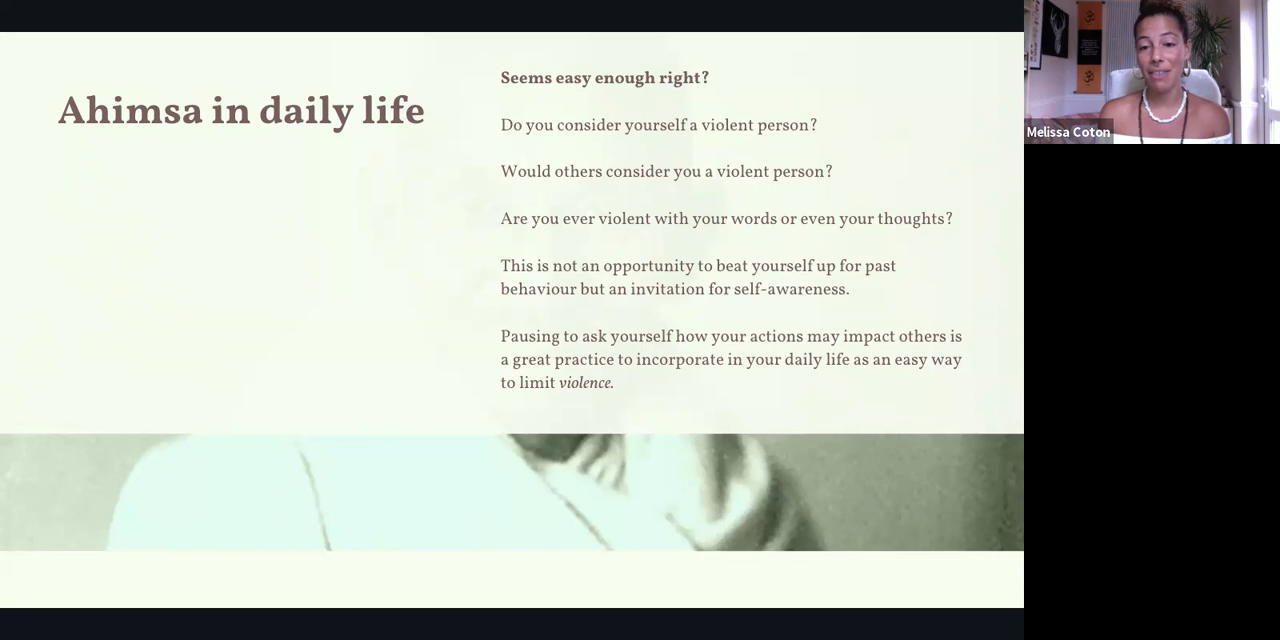 Ahimsa in daily life
Seems easy enough right?
Do you consider yourself a violent person?
Would others consider you a violent person?
Are you ever violent with your words or even your thoughts?
This is not an opportunity to beat yourself up for past
behaviour but an invitation for self-awareness.
Pausing to ask yourself how your actions may impact others is
a great practice to incorporate in your daily life as an easy way
to limit violence.
Melissa Coton